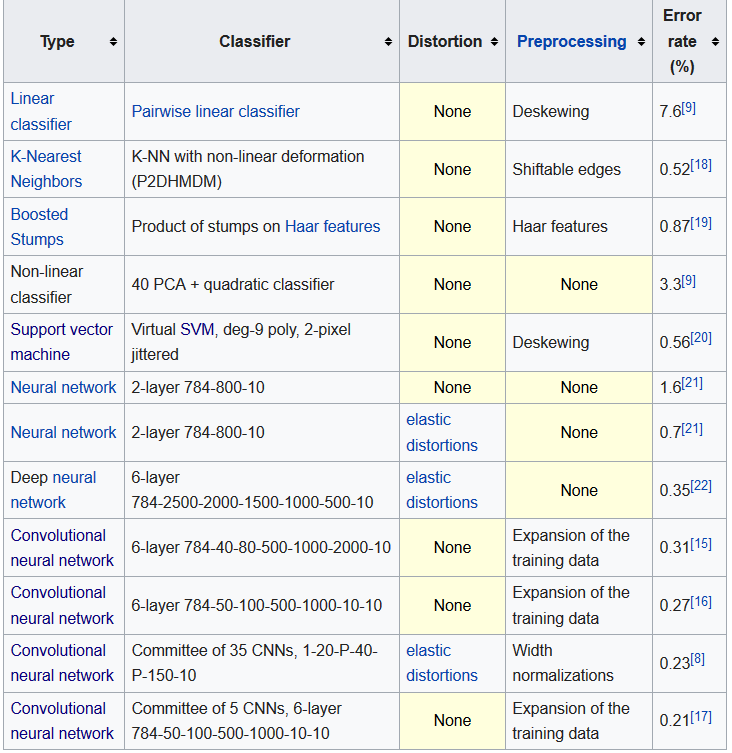 Type Classifier Distortion Preprocessing Error rate (%)
Linear classifier Pairwise linear classifier None Deskewing 7.6[9]
K-Nearest Neighbors K-NN with non-linear deformation (P2DHMDM) None Shiftable edges 0.52[18]
Boosted Stumps Product of stumps on Haar features None Haar features 0.87[19]
Non-linear classifier 40 PCA + quadratic classifier None None 3.3[9]
Support vector machine Virtual SVM, deg-9 poly, 2-pixel jittered None Deskewing 0.56[20]
Neural network 2-layer 784-800-10 None None 1.6[21]
Neural network 2-layer 784-800-10 elastic distortions None 0.7[21]
Deep neural network 6-layer 784-2500-2000-1500-1000-500-10 elastic distortions None 0.35[22]
Convolutional neural network 6-layer 784-40-80-500-1000-2000-10 None Expansion of the training data 0.31[15]
Convolutional neural network 6-layer 784-50-100-500-1000-10-10 None Expansion of the training data 0.27[16]
Convolutional neural network Committee of 35 CNNs, 1-20-P-40-P-150-10 elastic distortions Width normalizations 0.23[8]
Convolutional neural network Committee of 5 CNNs, 6-layer 784-50-100-500-1000-10-10 None Expansion of the training data 0.21[17]